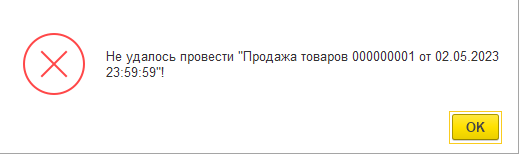 Не удалось провести "Продажа товаров 000000001 от 02.05.2023
23:59:59"!
OK